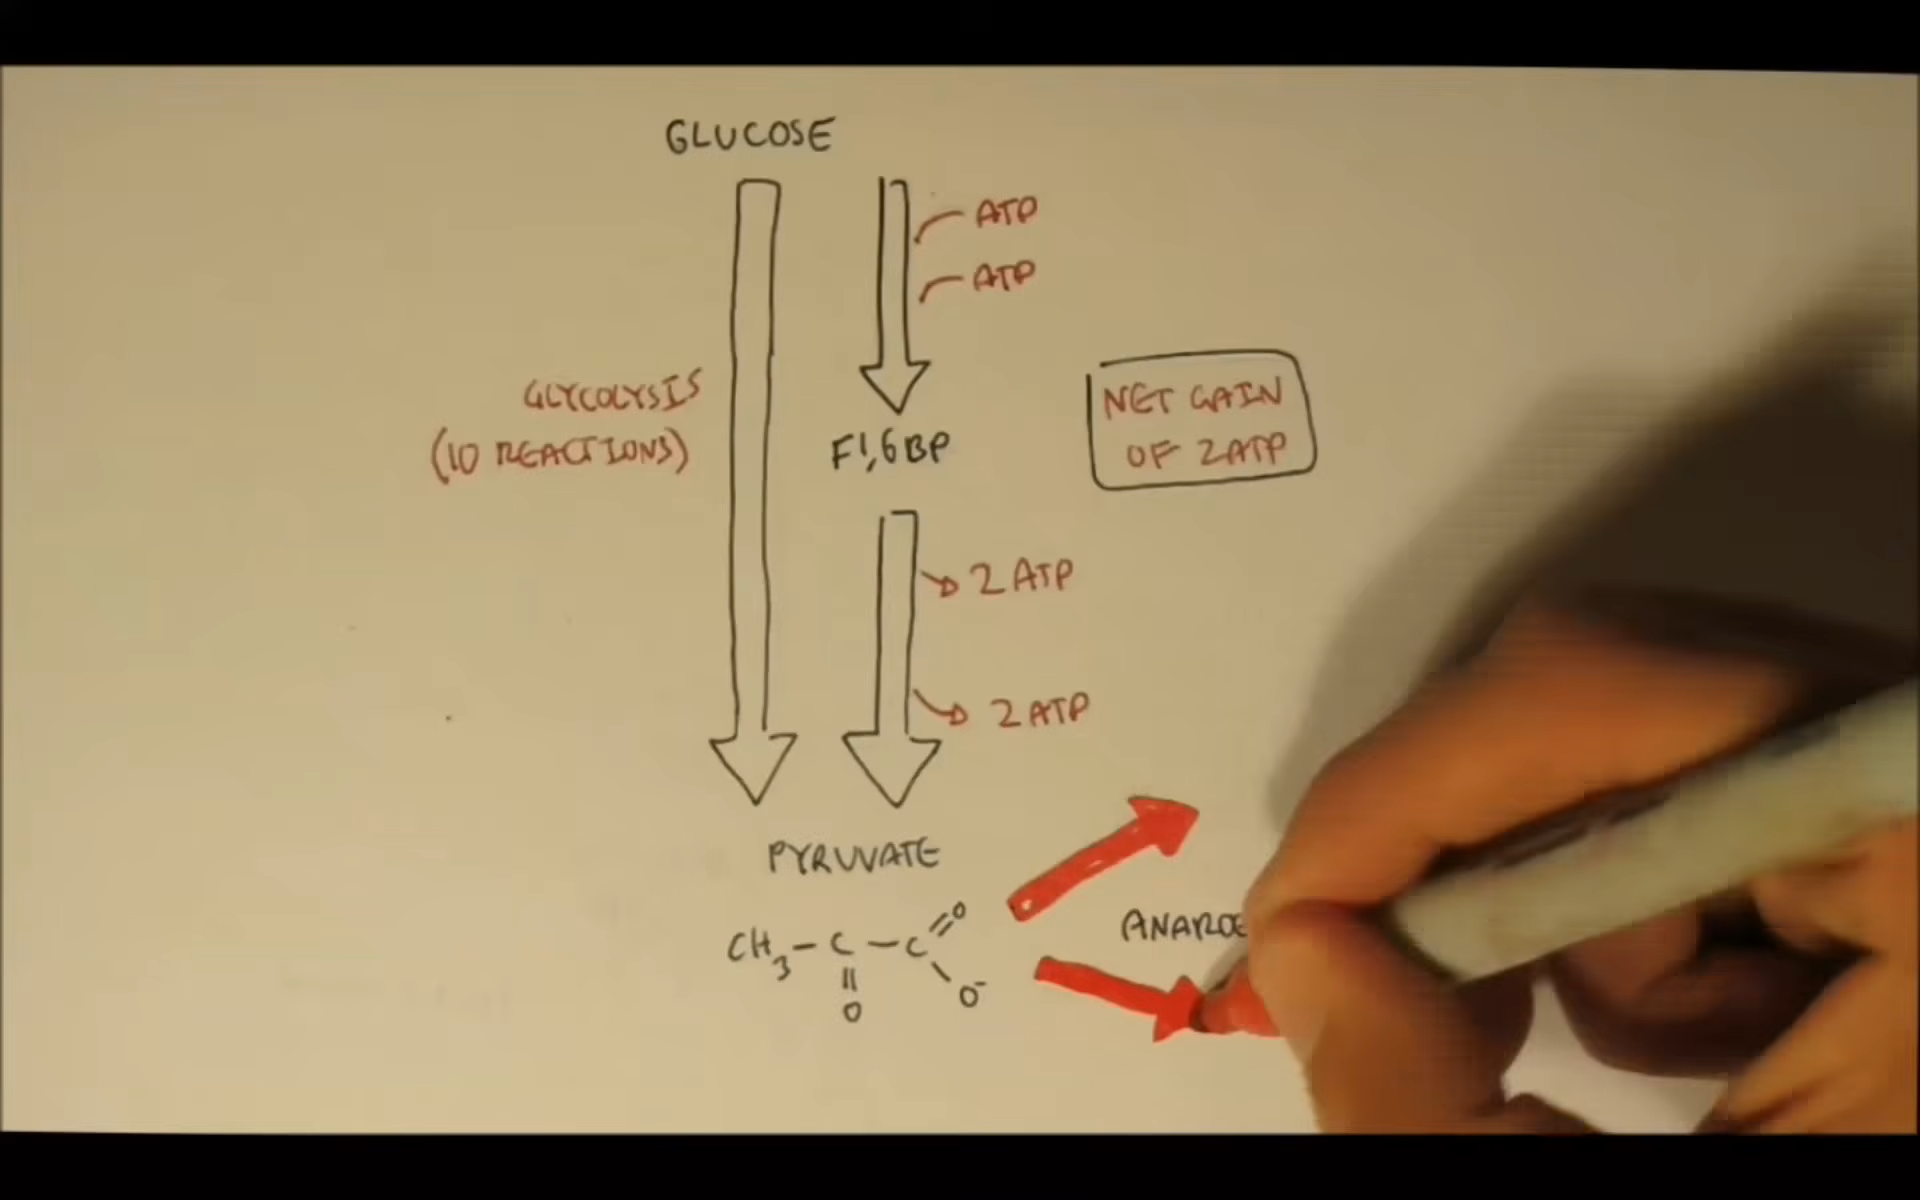 GLUCOSE
ATP
ATP
GLYCOLYSIS
(10 REACTIONS)
F1,6BP
NET GAIN
OF 2ATP
2 ATP
2 ATP
PYRUVATE
CH3-C-C=O
O
O-